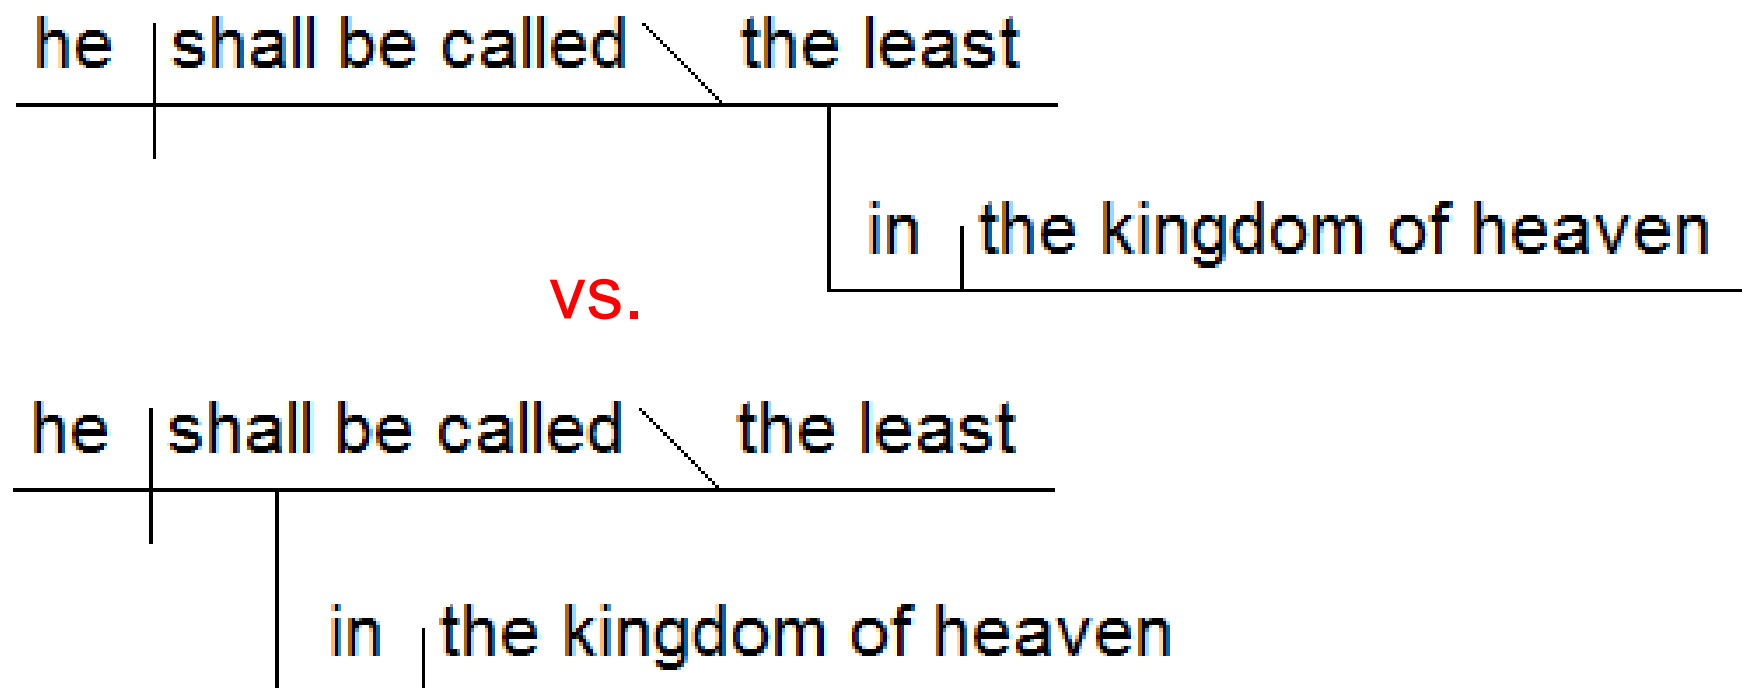 he shall be called the least
in the kingdom of heaven
vs.
he shall be called the least
in the kingdom of heaven